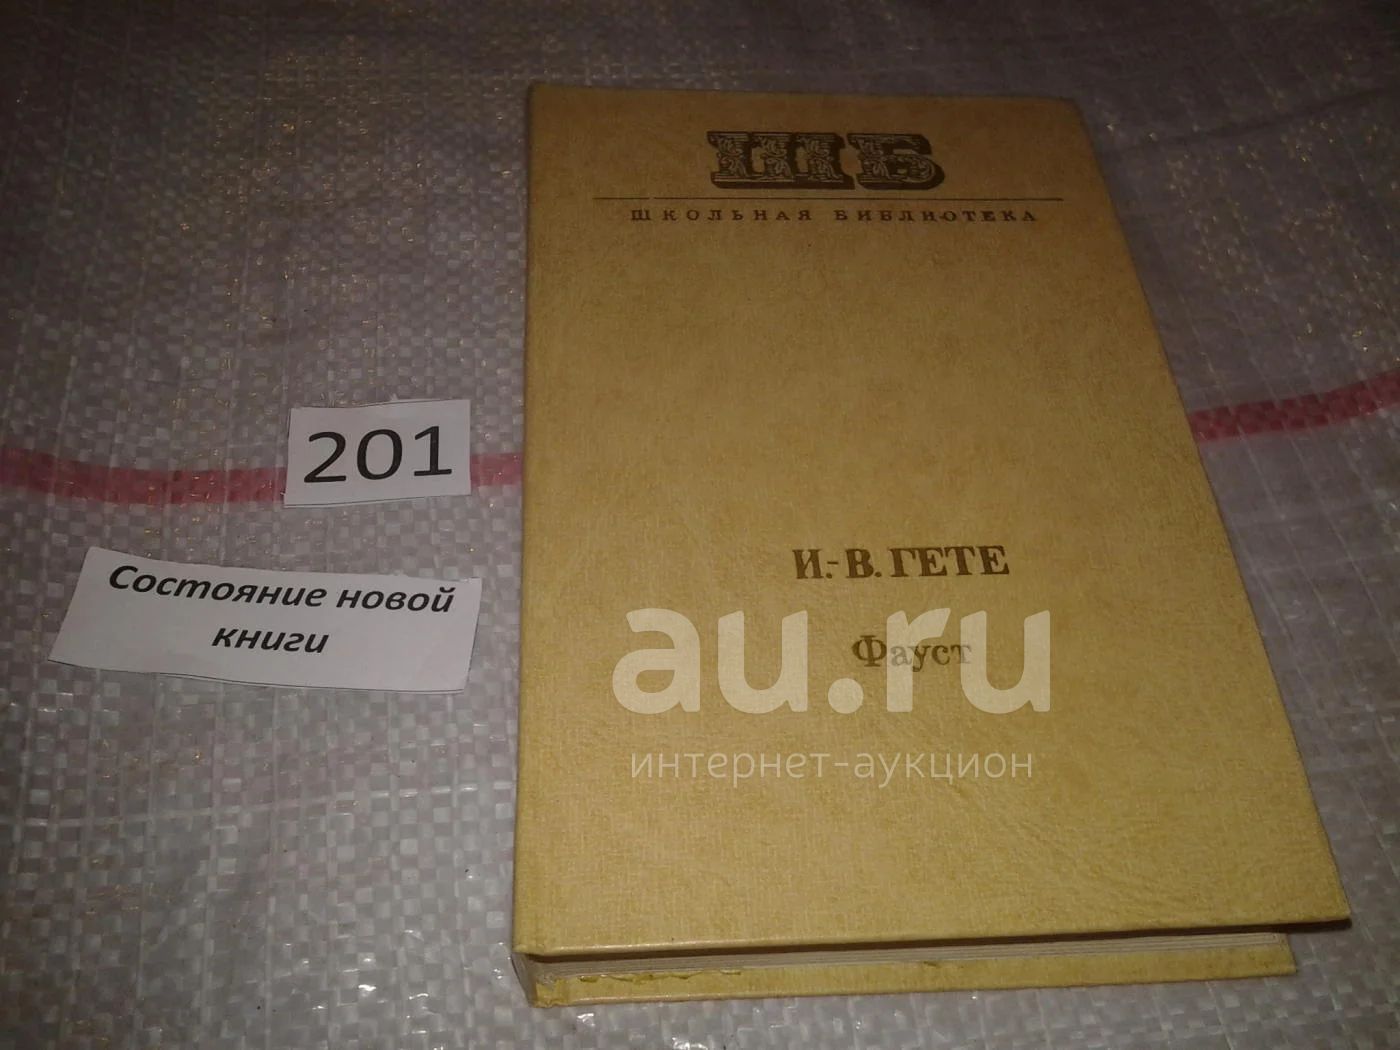 ШБ
ШКОЛЬНАЯ БИБЛИОТЕКА
201
Состояние новой
книги
И.-В. ГЕТЕ
Фауст
au.ru
интернет-аукцион